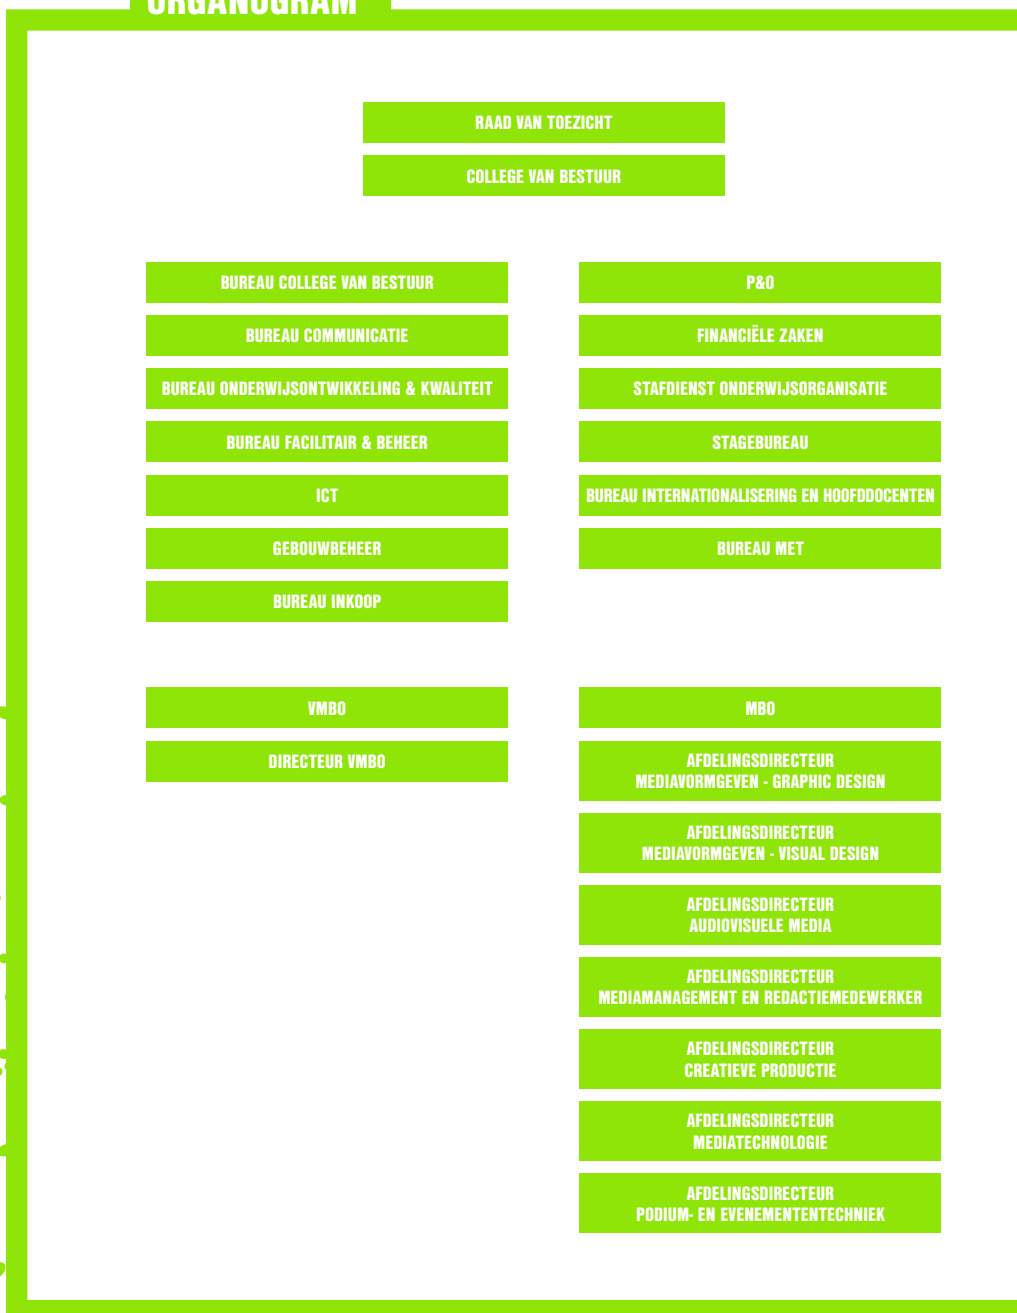 ORGANOGRAM
RAAD VAN TOEZICHT
COLLEGE VAN BESTUUR
BUREAU COLLEGE VAN BESTUUR
BUREAU COMMUNICATIE
BUREAU ONDERWIJSONTWIKKELING & KWALITEIT
BUREAU FACILITAIR & BEHEER
ICT
GEBOUWBEHEER
BUREAU INKOOP
P&O
FINANCIËLE ZAKEN
STAFDIENST ONDERWIJSORGANISATIE
STAGEBUREAU
BUREAU INTERNATIONALISERING EN HOOFDDOCENTEN
BUREAU MET
VMBO
DIRECTEUR VMBO
MBO
AFDELINGSDIRECTEUR
MEDIAVORMGEVEN - GRAPHIC DESIGN
AFDELINGSDIRECTEUR
MEDIAVORMGEVEN - VISUAL DESIGN
AFDELINGSDIRECTEUR
AUDIOVISUELE MEDIA
AFDELINGSDIRECTEUR
MEDIAMANAGEMENT EN REDACTIEMEDEWERKER
AFDELINGSDIRECTEUR
CREATIEVE PRODUCTIE
AFDELINGSDIRECTEUR
MEDIATECHNOLOGIE
AFDELINGSDIRECTEUR
PODIUM- EN EVENEMENTENTECHNIEK